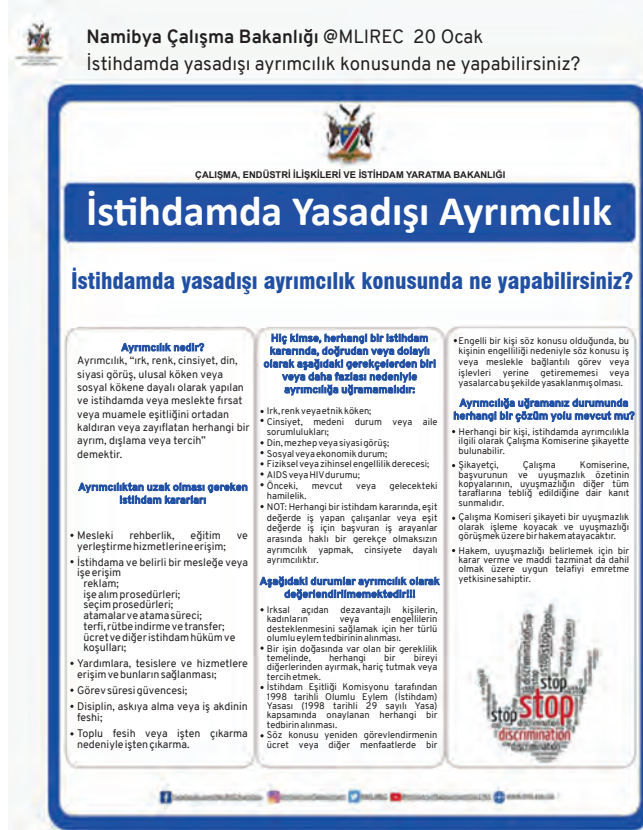 Namibya Çalışma Bakanlığı @MLIREC 20 Ocak
İstihdamda yasadışı ayrımcılık konusunda ne yapabilirsiniz?
ÇALIŞMA, ENDÜSTRİ İLİŞKİLERİ VE İSTİHDAM YARATMA BAKANLIĞI
İstihdamda Yasadışı Ayrımcılık
İstihdamda yasadışı ayrımcılık konusunda ne yapabilirsiniz?
Ayrımcılık nedir?
Ayrımcılık, “ırk, renk, cinsiyet, din,
siyasi görüş, ulusal köken veya
sosyal kökene dayalı olarak yapılan
ve istihdamda veya meslekte fırsat
veya muamele eşitliğini ortadan
kaldıran veya zayıflatan herhangi bir
ayrım, dışlama veya tercih”
demektir.
Ayrımcılıktan uzak olması gereken
istihdam kararları
• Mesleki rehberlik, eğitim ve
yerleştirme hizmetlerine erişim;
• İstihdama ve belirli bir mesleğe veya
işe erişim
reklam;
işe alım prosedürleri;
seçim prosedürleri;
atamalar ve atama süreci;
terfi, rütbe indirme ve transfer;
ücret ve diğer istihdam hüküm ve
koşulları;
• Yardımlara, tesislere ve hizmetlere
erişim ve bunların sağlanması;
• Görev süresi güvencesi;
• Disiplin, askıya alma veya iş akdinin
feshi;
• Toplu fesih veya işten çıkarma
nedeniyle işten çıkarma.
Hiç kimse, herhangi bir istihdam
kararında, doğrudan veya dolaylı
olarak aşağıdaki gerekçelerden biri
veya daha fazlası nedeniyle
ayrımcılığa uğramamalıdır:
• Irk, renk veya etnik köken;
• Cinsiyet, medeni durum veya aile
sorumlulukları;
• Din, mezhep veya siyasi görüş;
• Sosyal veya ekonomik durum;
• Fiziksel veya zihinsel engellilik derecesi;
• AIDS veya HIV durumu;
• Önceki, mevcut veya gelecekteki
hamilelik.
• NOT: Herhangi bir istihdam kararında, eşit
değerde iş yapan çalışanlar veya eşit
değerde iş için başvuran iş arayanlar
arasında haklı bir gerekçe olmaksızın
ayrımcılık yapmak, cinsiyete dayalı
ayrımcılıktır.
Aşağıdaki durumlar ayrımcılık olarak
değerlendirilmemektedir!!!
• Irksal açıdan dezavantajlı kişilerin,
kadınların veya engellilerin
desteklenmesini sağlamak için her türlü
olumlu eylem tedbirinin alınması.
• Bir işin doğasında var olan bir gereklilik
temelinde, herhangi bir bireyi
diğerlerinden ayırmak, hariç tutmak veya
tercih etmek.
• İstihdam Eşitliği Komisyonu tarafından
1998 tarihli Olumlu Eylem (İstihdam)
Yasası (1998 tarihli 29 sayılı Yasa)
kapsamında onaylanan herhangi bir
tedbirin alınması.
• Söz konusu yeniden görevlendirmenin
ücret veya diğer menfaatlerde bir
• Engelli bir kişi söz konusu olduğunda, bu
kişinin engelliliği nedeniyle söz konusu iş
veya meslekle bağlantılı görev veya
işlevleri yerine getirememesi veya
yasalarca bu şekilde yasaklanmış olması.
Ayrımcılığa uğramanız durumunda
herhangi bir çözüm yolu mevcut mu?
• Herhangi bir kişi, istihdamda ayrımcılıkla
ilgili olarak Çalışma Komiserine şikayette
bulunabilir.
• Şikayetçi, Çalışma Komiserine,
başvurunun ve uyuşmazlık özetinin
kopyalarının, uyuşmazlığın diğer tüm
taraflarına tebliğ edildiğine dair kanıt
sunmalıdır.
• Çalışma Komiseri şikayeti bir uyuşmazlık
olarak işleme koyacak ve uyuşmazlığı
görüşmek üzere bir hakem atayacaktır.
• Hakem, uyuşmazlığı belirlemek için bir
karar verme ve maddi tazminat da dahil
olmak üzere uygun telafiyi emretme
yetkisine sahiptir.
stop
stop
stop
discrimination